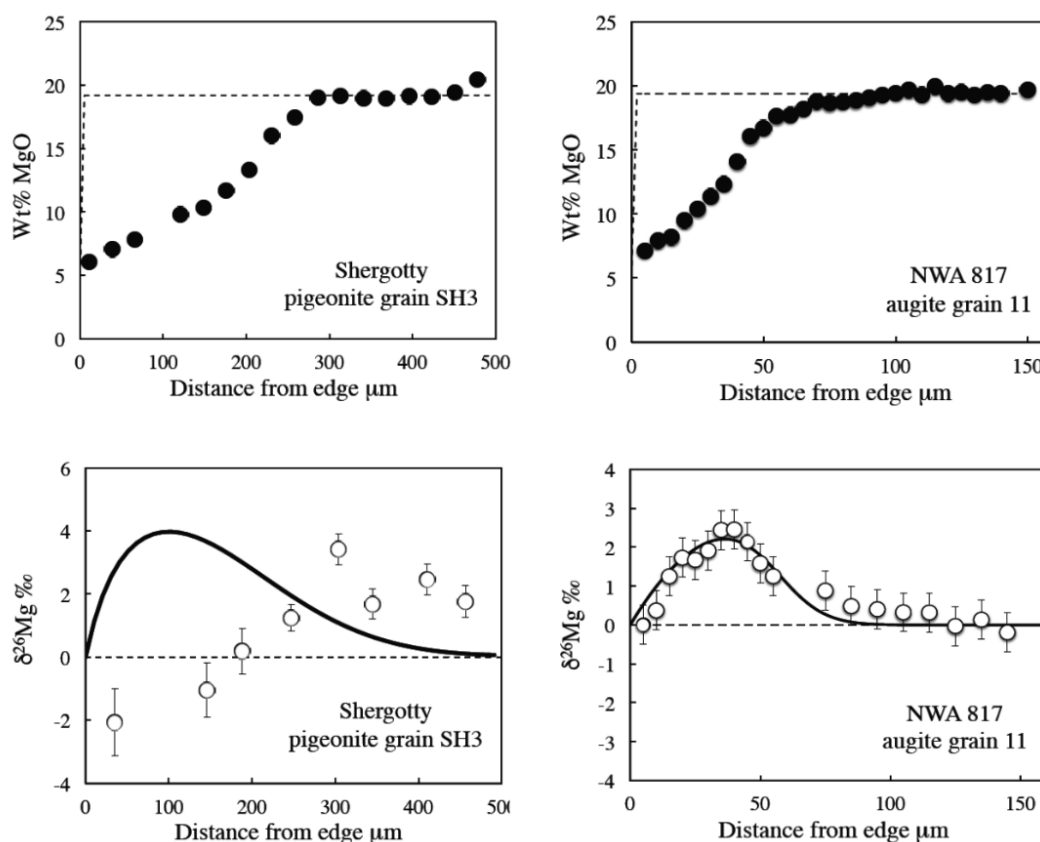 25
20
15
10
5
0
Wt% MgO
Shergotty
pigeonite grain SH3
0 100 200 300 400 500
Distance from edge μm
25
20
15
10
5
0
Wt% MgO
NWA 817
augite grain 11
0 50 100 150
Distance from edge μm
6
4
2
0
-2
-4
δ²⁶Mg ‰
Shergotty
pigeonite grain SH3
0 100 200 300 400 500
Distance from edge μm
4
3
2
1
0
-1
-2
-3
-4
δ²⁶Mg ‰
NWA 817
augite grain 11
0 50 100 150
Distance from edge μm